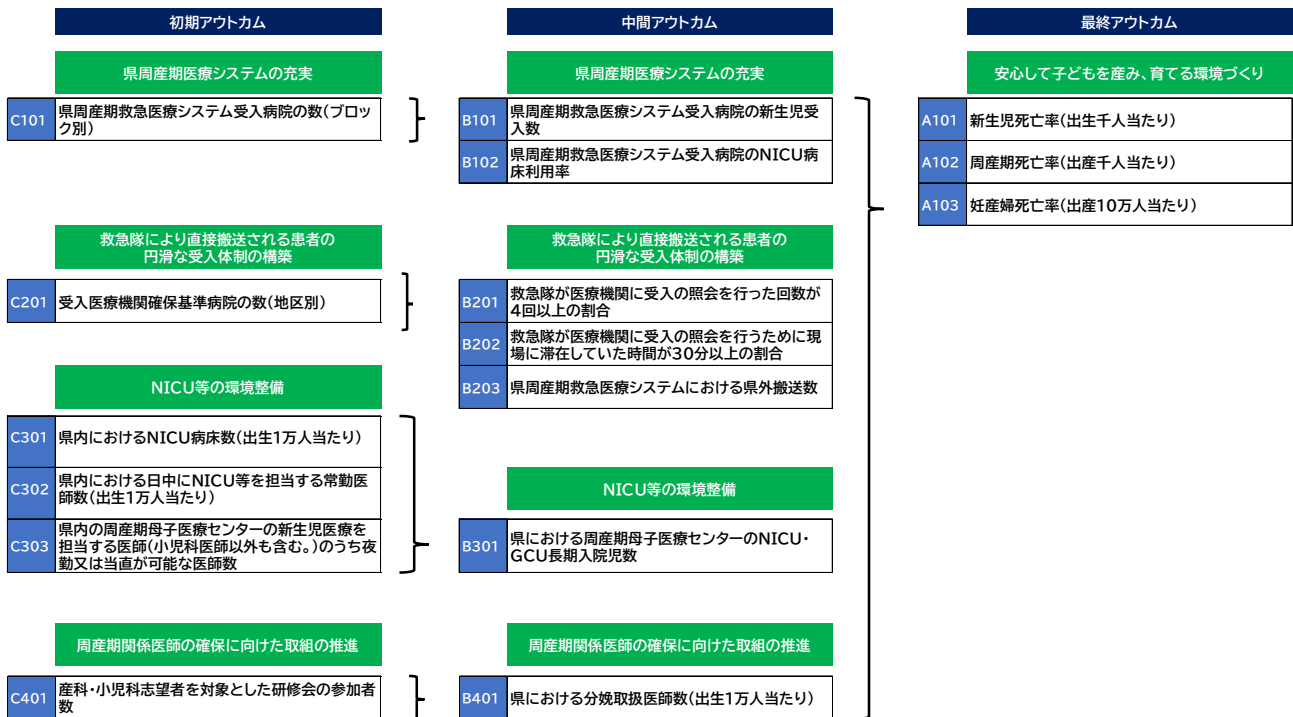 初期アウトカム
県周産期医療システムの充実
C101
県周産期救急医療システム受入病院の数(ブロッ
ク別)
救急隊により直接搬送される患者の
円滑な受入体制の構築
C201
受入医療機関確保基準病院の数(地区別)
NICU等の環境整備
C301
県内におけるNICU病床数(出生1万人当たり)
C302
県内における日中にNICU等を担当する常勤医
師数(出生1万人当たり)
C303
県内の周産期母子医療センターの新生児医療を
担当する医師(小児科医師以外も含む。)のうち夜
勤又は当直が可能な医師数
周産期関係医師の確保に向けた取組の推進
C401
産科・小児科志望者を対象とした研修会の参加者
数
中間アウトカム
県周産期医療システムの充実
B101
県周産期救急医療システム受入病院の新生児受
入数
B102
県周産期救急医療システム受入病院のNICU病
床利用率
救急隊により直接搬送される患者の
円滑な受入体制の構築
B201
救急隊が医療機関に受入の照会を行った回数が
4回以上の割合
B202
救急隊が医療機関に受入の照会を行うために現
場に滞在していた時間が30分以上の割合
B203
県周産期救急医療システムにおける県外搬送数
NICU等の環境整備
B301
県における周産期母子医療センターのNICU・
GCU長期入院児数
周産期関係医師の確保に向けた取組の推進
B401
県における分娩取扱医師数(出生1万人当たり)
最終アウトカム
安心して子どもを産み、育てる環境づくり
A101
新生児死亡率(出生千人当たり)
A102
周産期死亡率(出産千人当たり)
A103
妊産婦死亡率(出産10万人当たり)